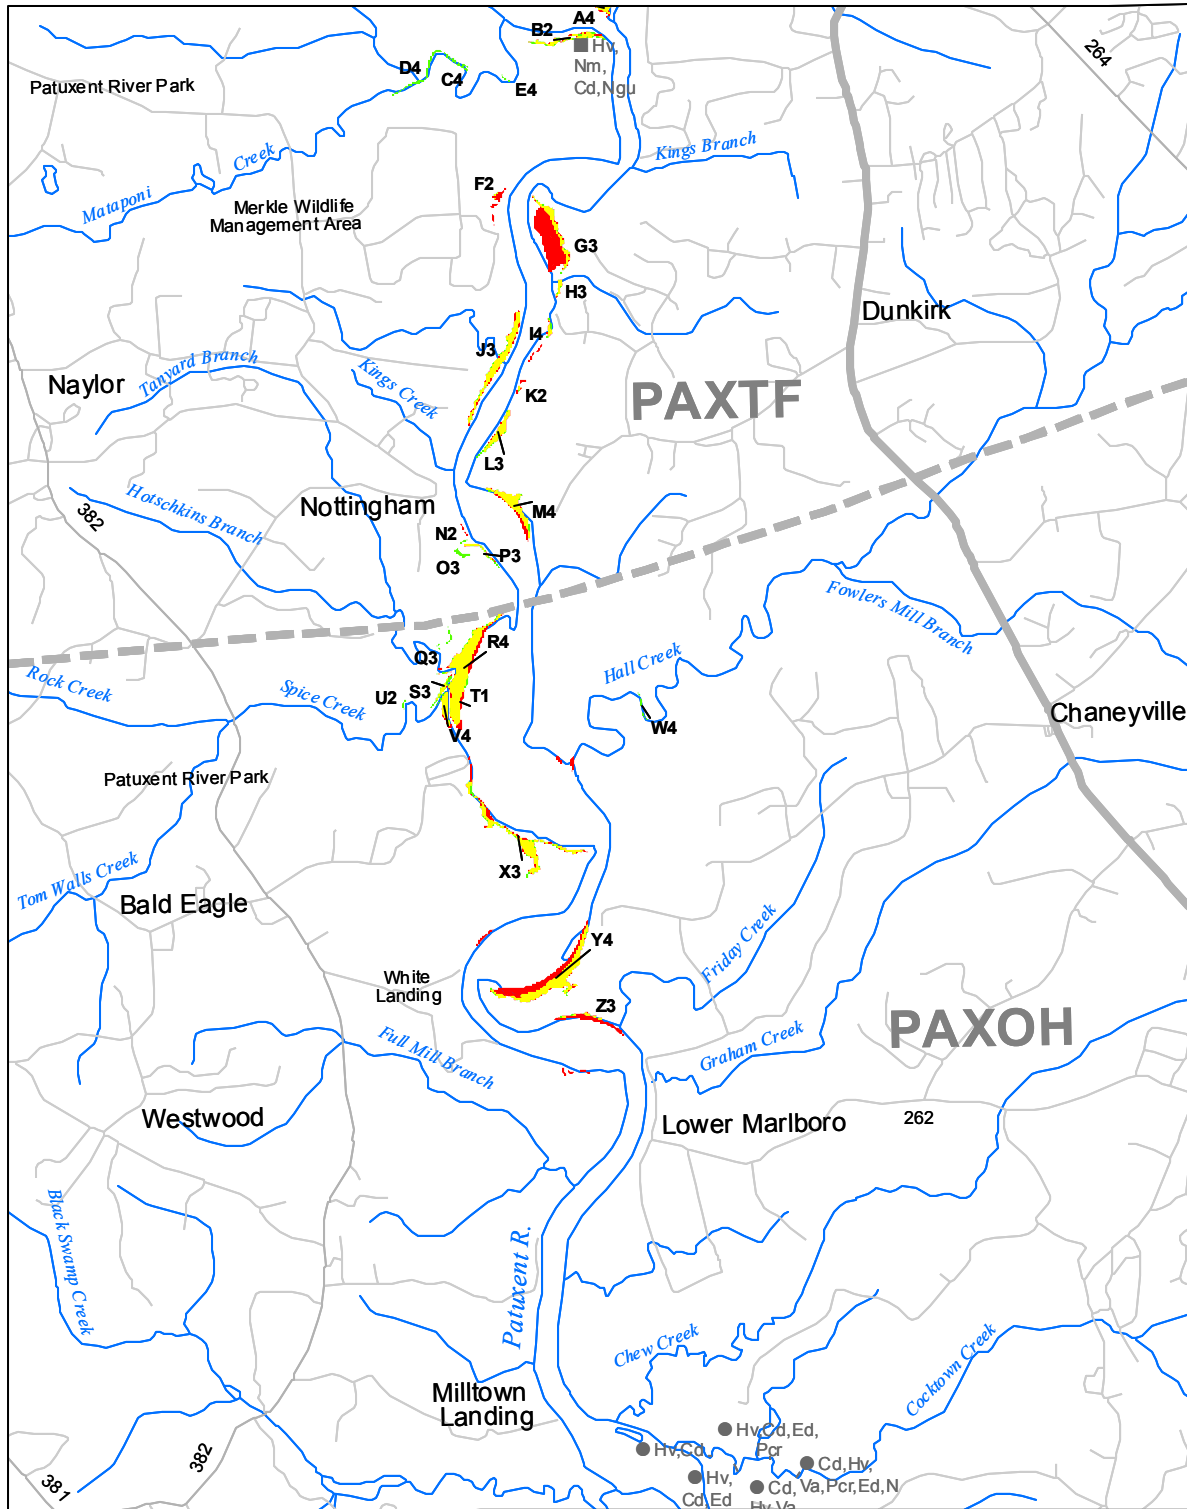 A4
B2
Hv,
Nm,
Cd,Ngu
264
D4
C4
E4
Patuxent River Park
Kings Branch
Mataponi Creek
F2
Merkle Wildlife
Management Area
G3
H3
Dunkirk
I4
J3
Tanyard Branch
Kings Creek
Naylor
K2
PAXTF
L3
Hotschkins Branch
382
Nottingham
M4
N2
P3
O3
Fowlers Mill Branch
R4
Q3
Hall Creek
Rock Creek
Spice Creek
U2
S3
T1
V4
W4
Chaneyville
Patuxent River Park
X3
Tom Walls Creek
Bald Eagle
Y4
Friday Creek
White
Landing
Z3
PAXOH
Full Mill Branch
Graham Creek
Westwood
Lower Marlboro
262
Black Swamp Creek
Patuxent R.
Chew Creek
Cocktown Creek
Milltown
Landing
Hv,Cd,Ed,
Pcr
Hv,Cd
Cd,Hv,
Va,Pcr,Ed,N
Hv,
Cd,Ed
Cd,
Hv,Va
382
381